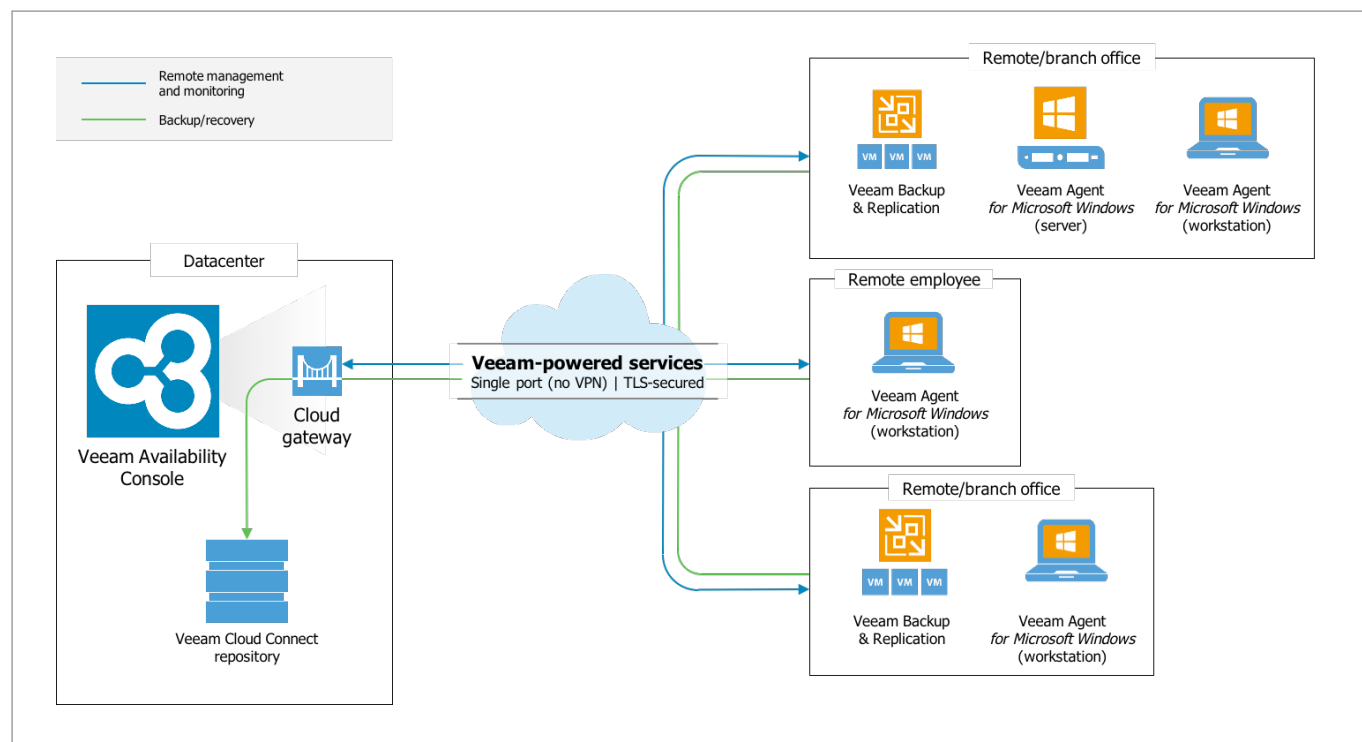 Remote management
and monitoring
Backup/recovery
Datacenter
Veeam Availability
Console
Cloud
gateway
Veeam Cloud Connect
repository
Veeam-powered services
Single port (no VPN) | TLS-secured
Remote/branch office
VM VM VM
Veeam Backup
& Replication
Veeam Agent
for Microsoft Windows
(server)
Veeam Agent
for Microsoft Windows
(workstation)
Remote employee
Veeam Agent
for Microsoft Windows
(workstation)
Remote/branch office
VM VM VM
Veeam Backup
& Replication
Veeam Agent
for Microsoft Windows
(workstation)